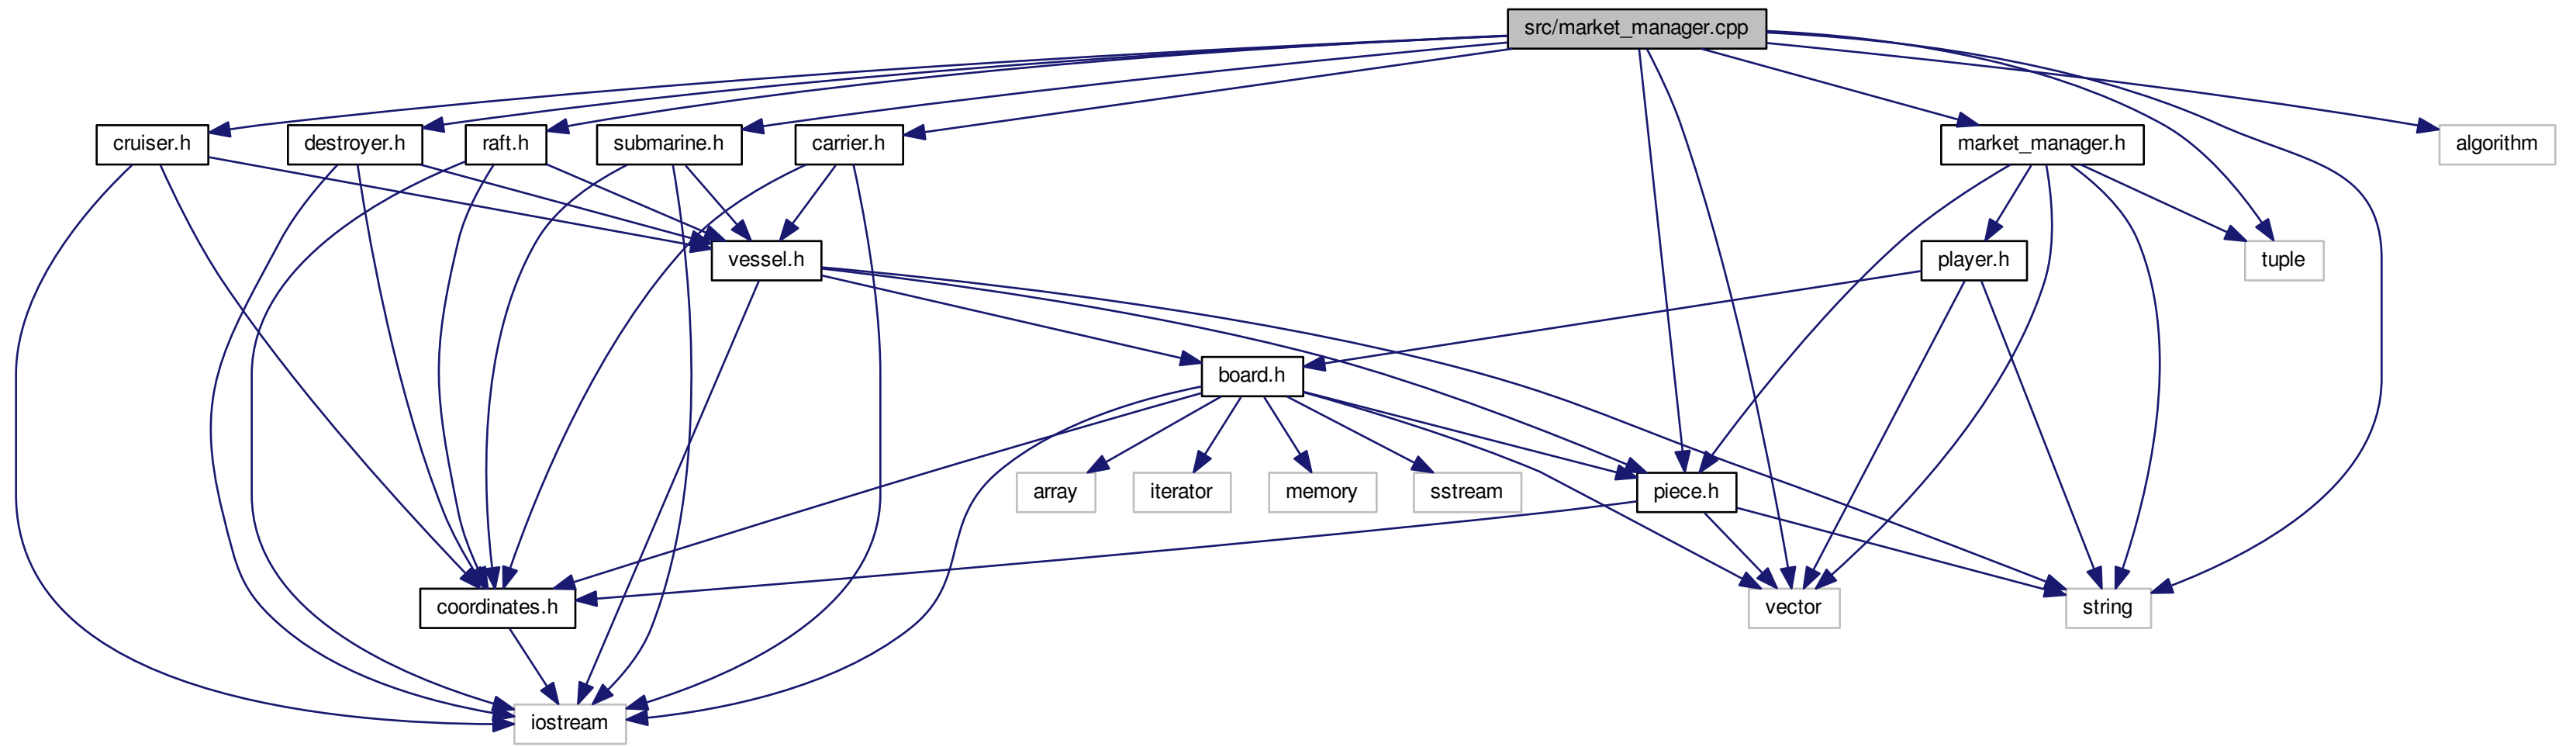 src/market_manager.cpp
cruiser.h
destroyer.h
raft.h
submarine.h
carrier.h
market_manager.h
algorithm
vessel.h
player.h
tuple
board.h
array
iterator
memory
sstream
piece.h
coordinates.h
vector
string
iostream